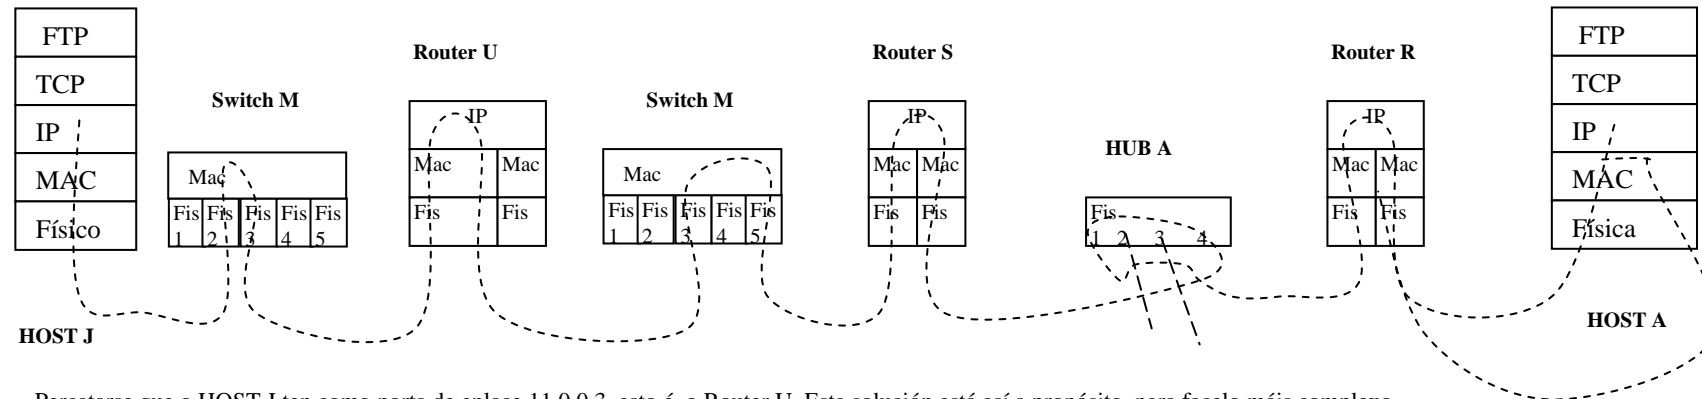 FTP
TCP
IP
MAC
Físico
HOST J
Switch M
Mac
Fis 1
Fis 2
Fis 3
Fis 4
Fis 5
Router U
IP
Mac
Mac
Fis
Fis
Switch M
Mac
Fis 1
Fis 2
Fis 3
Fis 4
Fis 5
Router S
IP
Mac
Mac
Fis
Fis
HUB A
Fis
1 2 3 4
Router R
IP
Mac
Mac
Fis
Fis
FTP
TCP
IP
MAC
Física
HOST A